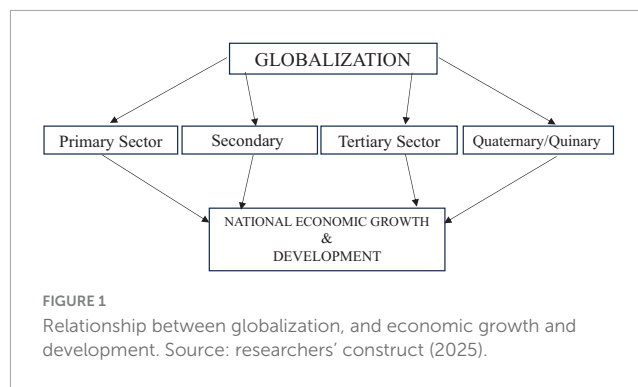 GLOBALIZATION
Primary Sector
Secondary
Tertiary Sector
Quaternary/Quinary
NATIONAL ECONOMIC GROWTH
&
DEVELOPMENT
FIGURE 1
Relationship between globalization, and economic growth and
development. Source: researchers’ construct (2025).